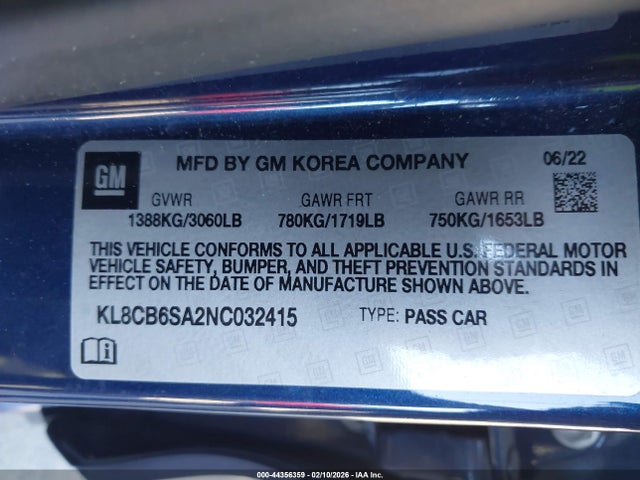 GM
MFD BY GM KOREA COMPANY 06/22
GVWR GAWR FRT GAWR RR
1388KG/3060LB 780KG/1719LB 750KG/1653LB
THIS VEHICLE CONFORMS TO ALL APPLICABLE U.S. FEDERAL MOTOR
VEHICLE SAFETY, BUMPER, AND THEFT PREVENTION STANDARDS IN
EFFECT ON THE DATE OF MANUFACTURE SHOWN ABOVE.
KL8CB6SA2NC032415 TYPE: PASS CAR
000-44356359 - 02/10/2026 - IAA Inc.